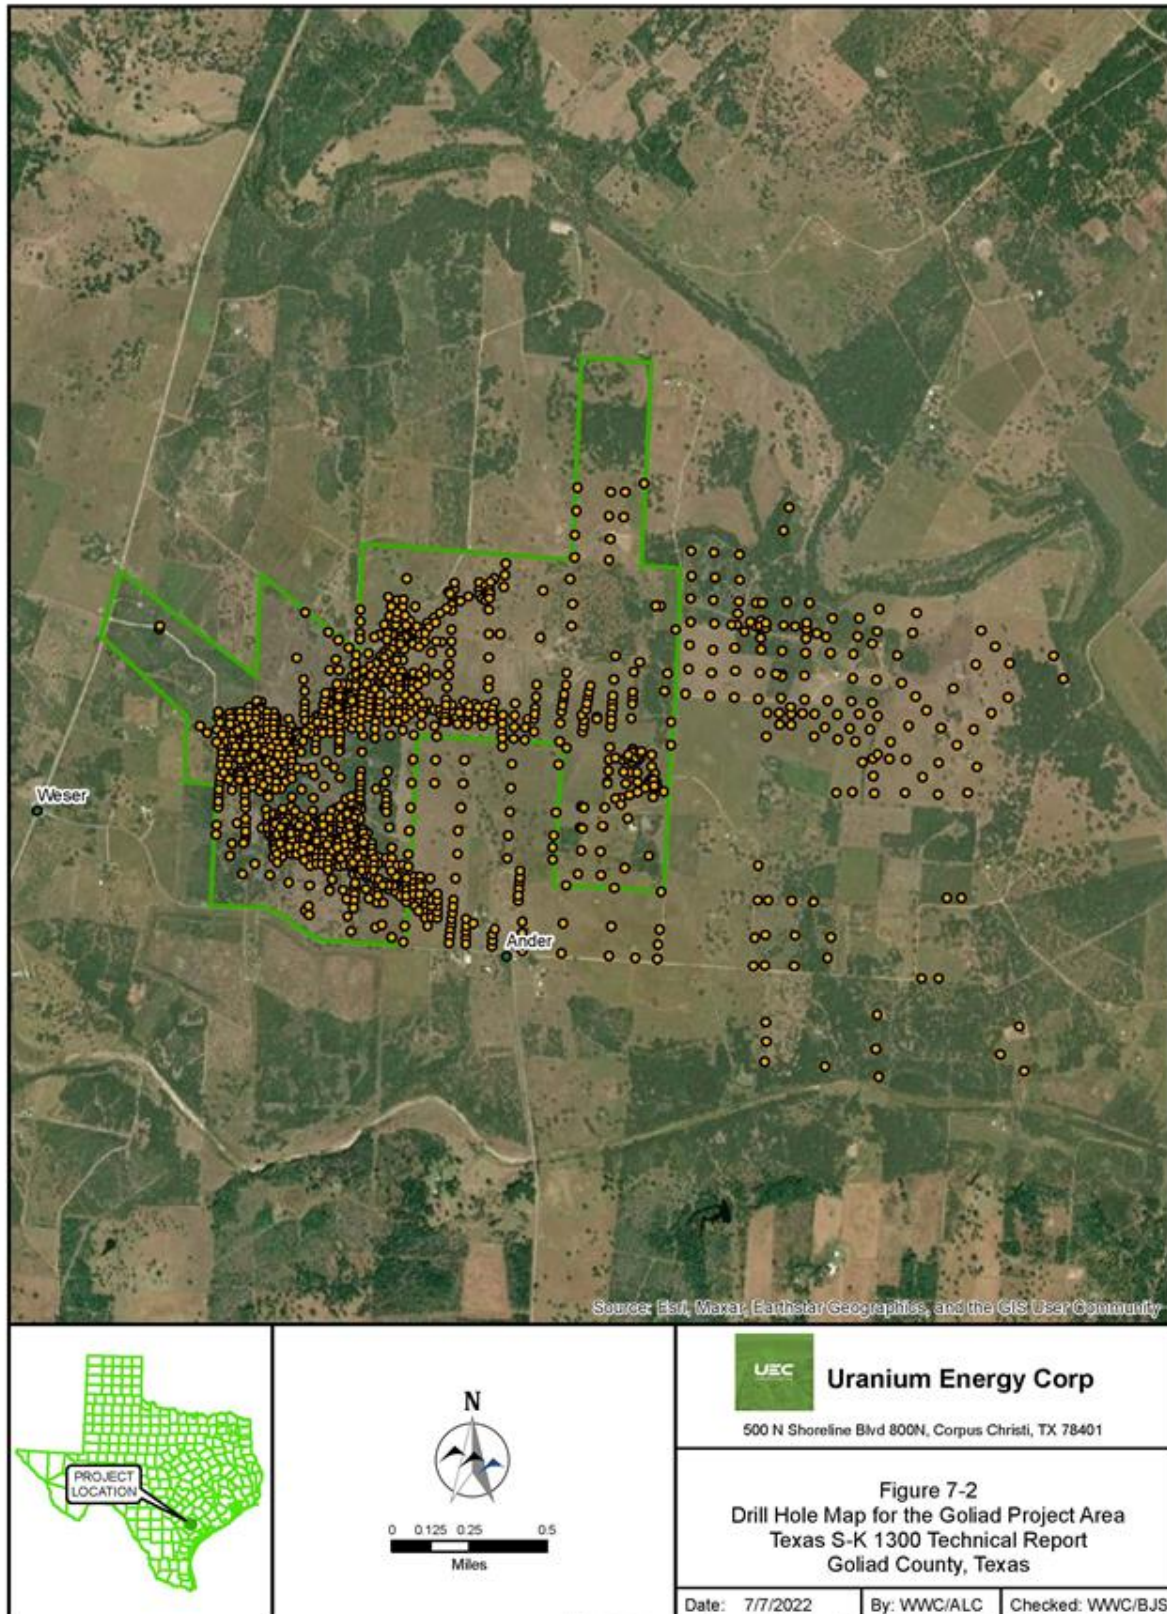 Weser
Ander
Source: Esri, Maxar, Earthstar Geographics, and the GIS User Community
PROJECT
LOCATION
N
0 0.125 0.25 0.5
Miles
UEC
Uranium Energy Corp
500 N Shoreline Blvd 800N, Corpus Christi, TX 78401
Figure 7-2
Drill Hole Map for the Goliad Project Area
Texas S-K 1300 Technical Report
Goliad County, Texas
Date: 7/7/2022 By: WWC/ALC Checked: WWC/BJS